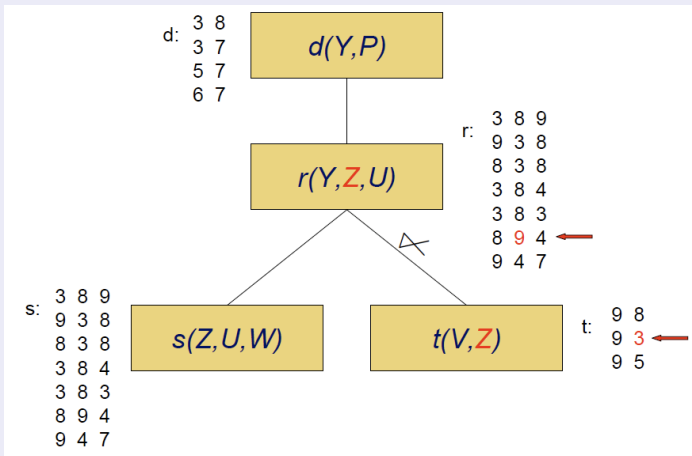 d:
3 8
3 7
5 7
6 7
d(Y,P)
r:
3 8 9
9 3 8
8 3 8
3 8 4
3 8 3
8 9 4
9 4 7
r(Y,Z,U)
s:
3 8 9
9 3 8
8 3 8
3 8 4
3 8 3
8 9 4
9 4 7
s(Z,U,W)
t(V,Z)
t:
9 8
9 3
9 5